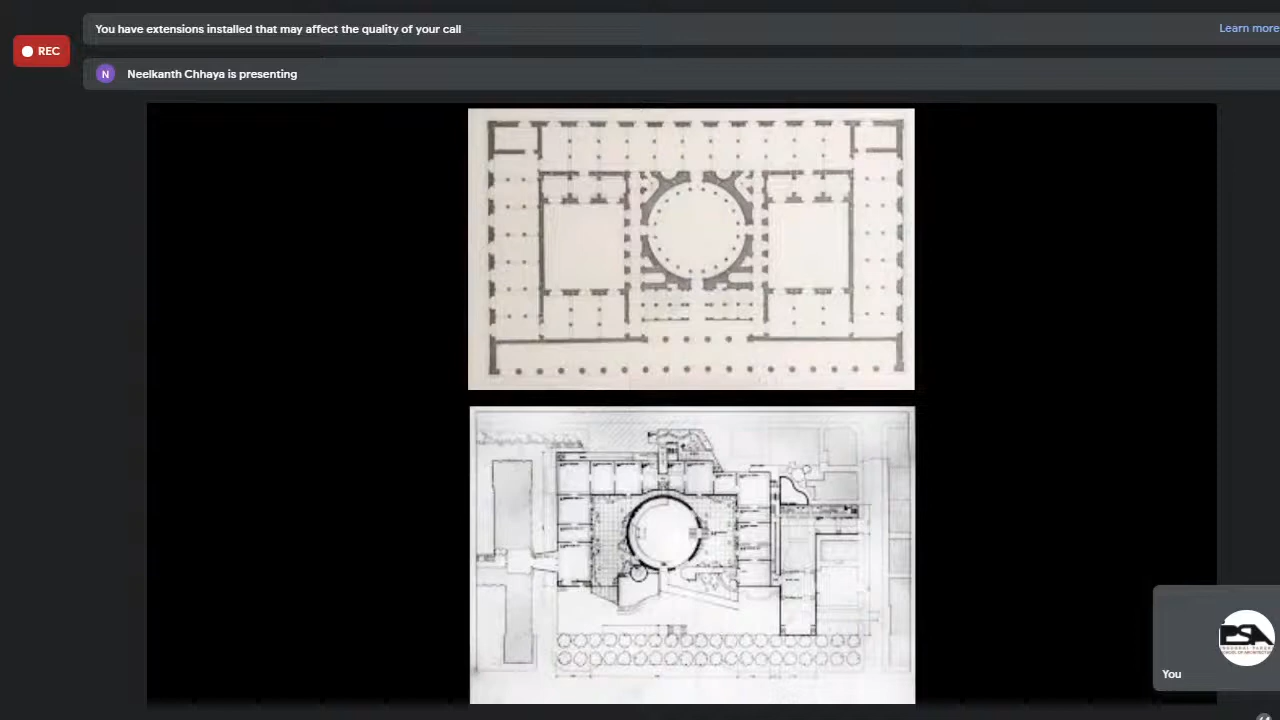 You have extensions installed that may affect the quality of your call
Learn more
REC
N
Neelkanth Chhaya is presenting
PSA
You